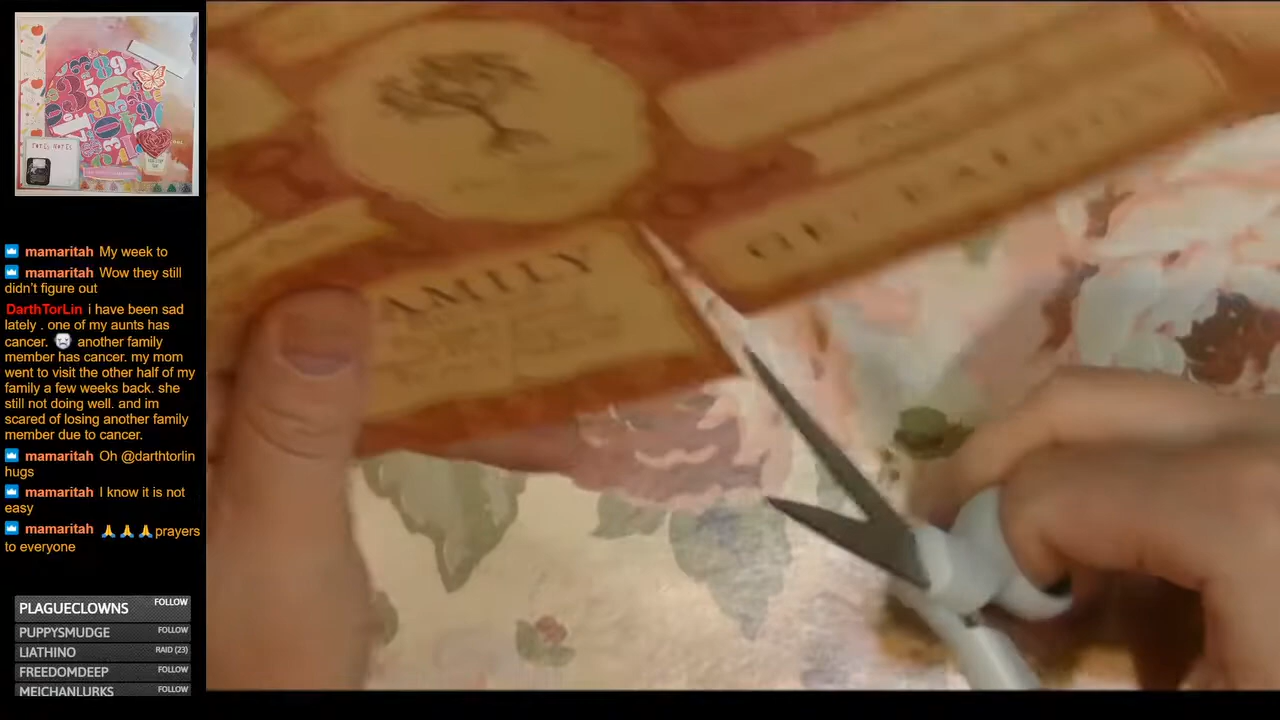 mamaritah My week to
mamaritah Wow they still
didn't figure out
DarthTorLin i have been sad
lately . one of my aunts has
cancer. another family
member has cancer. my mom
went to visit the other half of my
family a few weeks back. she
still not doing well. and im
scared of losing another family
member due to cancer.
mamaritah Oh @darthtorlin
hugs
mamaritah I know it is not
easy
mamaritah 🙏🙏🙏prayers
to everyone
PLAGUECLOWNS FOLLOW
PUPPYSMUDGE FOLLOW
LIATHINO RAID (23)
FREEDOMDEEP FOLLOW
MEICHANLURKS FOLLOW
AMILY